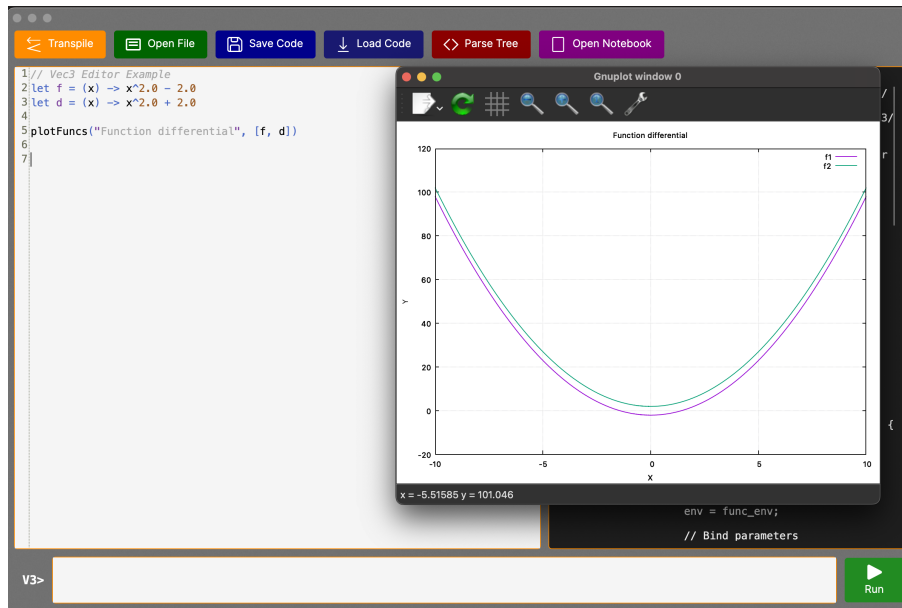 Transpile Open File Save Code Load Code Parse Tree Open Notebook
1 // Vec3 Editor Example
2 let f = (x) -> x^2.0 – 2.0
3 let d = (x) -> x^2.0 + 2.0
4
5 plotFuncs("Function differential", [f, d])
6
7
Gnuplot window 0
Function differential
f1
f2
120
100
80
60
40
20
0
-20
Y
-10 -5 0 5 10
X
x = -5.51585 y = 101.046
/
3/
r
{
env = func_env;
// Bind parameters
V3>
Run